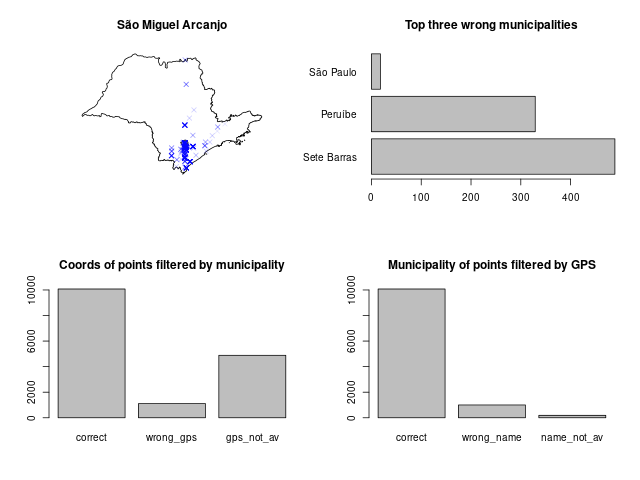 São Miguel Arcanjo
Top three wrong municipalities
São Paulo
Peruíbe
Sete Barras
0 100 200 300 400
Coords of points filtered by municipality
10000
6000
2000
0
correct wrong_gps gps_not_av
Municipality of points filtered by GPS
10000
6000
2000
0
correct wrong_name name_not_av